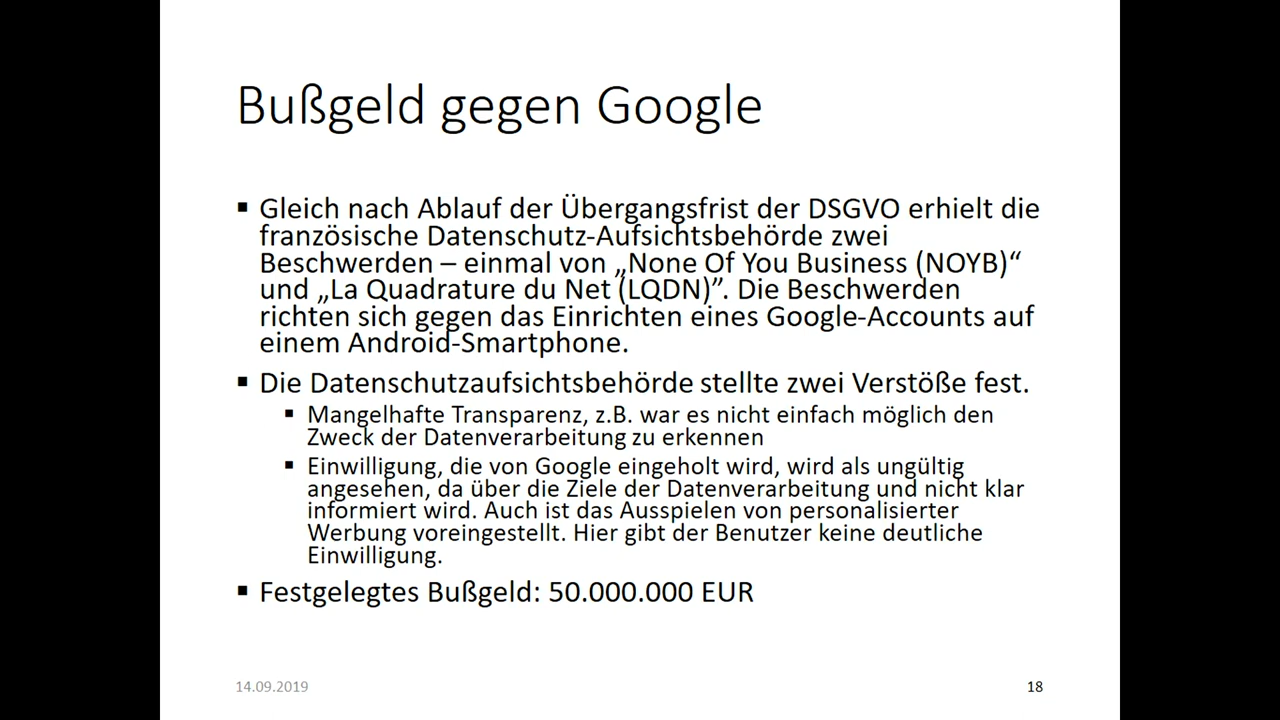 Bußgeld gegen Google
▪ Gleich nach Ablauf der Übergangsfrist der DSGVO erhielt die
französische Datenschutz-Aufsichtsbehörde zwei
Beschwerden – einmal von „None Of You Business (NOYB)“
und „La Quadrature du Net (LQDN)”. Die Beschwerden
richten sich gegen das Einrichten eines Google-Accounts auf
einem Android-Smartphone.
▪ Die Datenschutzaufsichtsbehörde stellte zwei Verstöße fest.
▪ Mangelhafte Transparenz, z.B. war es nicht einfach möglich den
Zweck der Datenverarbeitung zu erkennen
▪ Einwilligung, die von Google eingeholt wird, wird als ungültig
angesehen, da über die Ziele der Datenverarbeitung und nicht klar
informiert wird. Auch ist das Ausspielen von personalisierter
Werbung voreingestellt. Hier gibt der Benutzer keine deutliche
Einwilligung.
▪ Festgelegtes Bußgeld: 50.000.000 EUR
14.09.2019
18